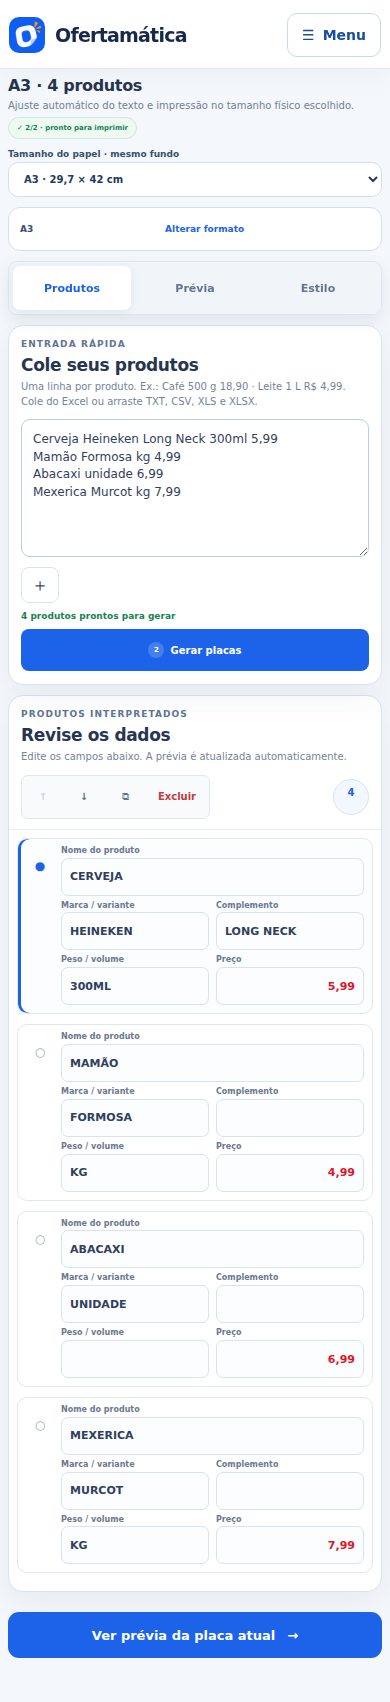 Ofertamática
☰ Menu
A3 · 4 produtos
Ajuste automático do texto e impressão no tamanho físico escolhido.
✓ 2/2 · pronto para imprimir
Tamanho do papel · mesmo fundo
A3 · 29,7 × 42 cm
A3 Alterar formato
Produtos Prévia Estilo
ENTRADA RÁPIDA
Cole seus produtos
Uma linha por produto. Ex.: Café 500 g 18,90 · Leite 1 L R$ 4,99.
Cole do Excel ou arraste TXT, CSV, XLS e XLSX.
Cerveja Heineken Long Neck 300ml 5,99
Mamão Formosa kg 4,99
Abacaxi unidade 6,99
Mexerica Murcot kg 7,99
+
4 produtos prontos para gerar
2 Gerar placas
PRODUTOS INTERPRETADOS
Revise os dados
Edite os campos abaixo. A prévia é atualizada automaticamente.
↑ ↓ ⧉ Excluir 4
Nome do produto
CERVEJA
Marca / variante Complemento
HEINEKEN LONG NECK
Peso / volume Preço
300ML 5,99
Nome do produto
MAMÃO
Marca / variante Complemento
FORMOSA
Peso / volume Preço
KG 4,99
Nome do produto
ABACAXI
Marca / variante Complemento
UNIDADE
Peso / volume Preço
6,99
Nome do produto
MEXERICA
Marca / variante Complemento
MURCOT
Peso / volume Preço
KG 7,99
Ver prévia da placa atual →